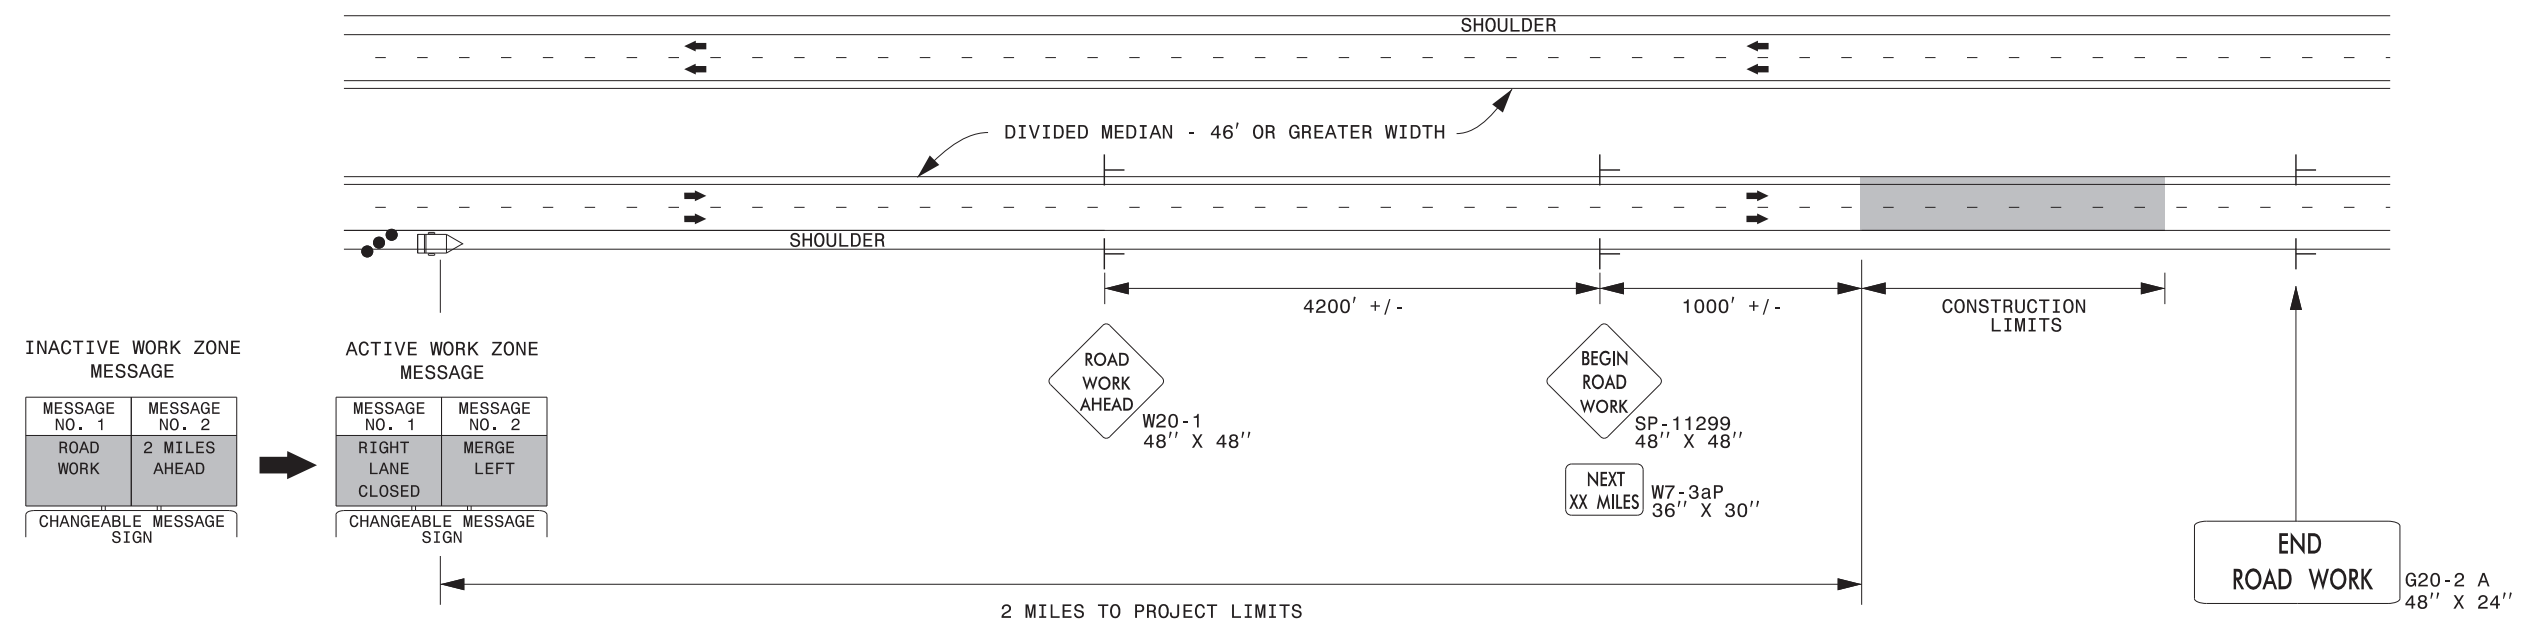 SHOULDER
DIVIDED MEDIAN - 46' OR GREATER WIDTH
SHOULDER
4200' +/-
1000' +/-
CONSTRUCTION
LIMITS
INACTIVE WORK ZONE
MESSAGE
MESSAGE
NO. 1
MESSAGE
NO. 2
ROAD
WORK
2 MILES
AHEAD
CHANGEABLE MESSAGE
SIGN
ACTIVE WORK ZONE
MESSAGE
MESSAGE
NO. 1
MESSAGE
NO. 2
RIGHT
LANE
CLOSED
MERGE
LEFT
CHANGEABLE MESSAGE
SIGN
ROAD
WORK
AHEAD
W20-1
48'' X 48''
BEGIN
ROAD
WORK
SP-11299
48'' X 48''
NEXT
XX MILES
W7-3aP
36'' X 30''
END
ROAD WORK
G20-2 A
48'' X 24''
2 MILES TO PROJECT LIMITS